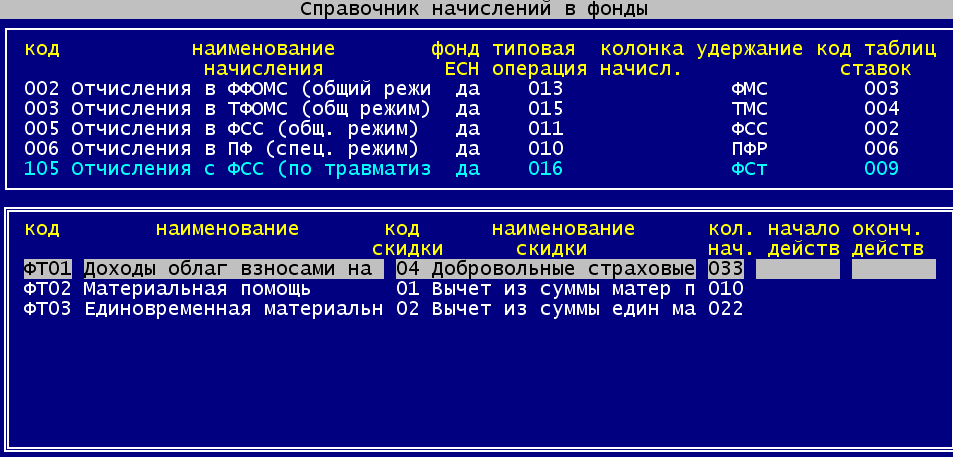 Справочник начислений в фонды
код наименование фонд типовая колонка удержание код таблиц
начисления ЕСН операция начисл. ставок
002 Отчисления в ФФОМС (общий режи да 013 ФМС 003
003 Отчисления в ТФОМС (общ режим) да 015 ТМС 004
005 Отчисления в ФСС (общ. режим) да 011 ФСС 002
006 Отчисления в ПФ (спец. режим) да 010 ПФР 006
105 Отчисления с ФСС (по травматиз да 016 ФСт 009
код наименование код наименование кол. начало оконч.
скидки скидки нач. действ действ
ФТ01 Доходы облаг взносами на 04 Добровольные страховые 033
ФТ02 Материальная помощь 01 Вычет из суммы матер п 010
ФТ03 Единовременная материальн 02 Вычет из суммы един ма 022